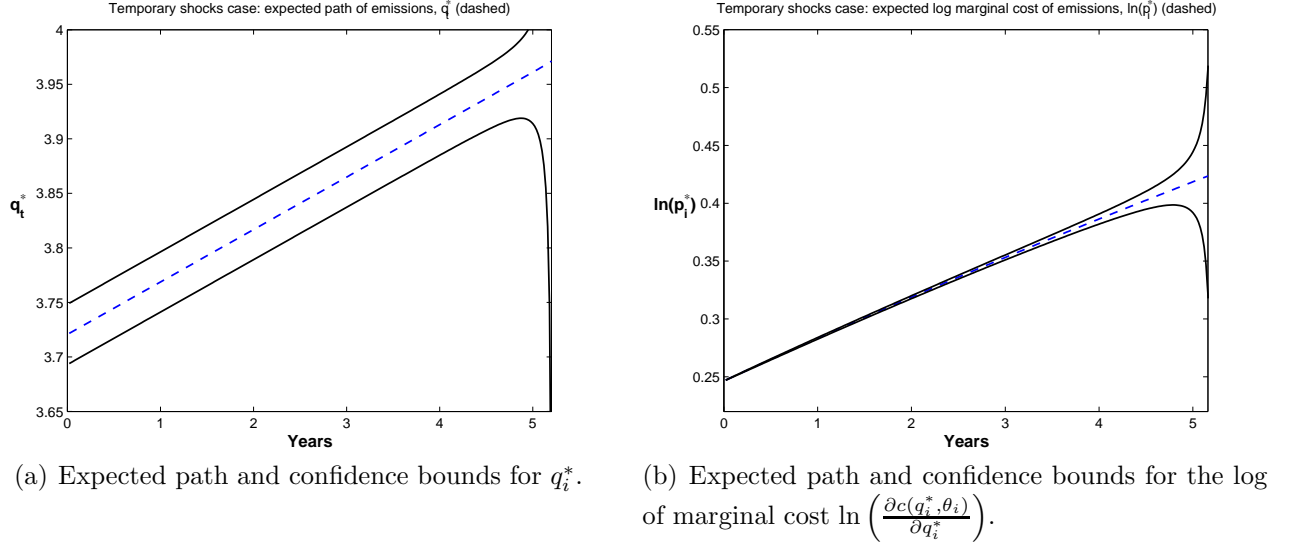 Temporary shocks case: expected path of emissions, q*t (dashed)
4
3.95
3.9
3.85
3.8
3.75
3.7
3.65
q*t
0 1 2 3 4 5
Years
(a) Expected path and confidence bounds for q*i.
Temporary shocks case: expected log marginal cost of emissions, ln(p*i) (dashed)
0.55
0.5
0.45
0.4
0.35
0.3
0.25
ln(p*i)
0 1 2 3 4 5
Years
(b) Expected path and confidence bounds for the log
of marginal cost ln (∂c(q*i,θi)/∂q*i).